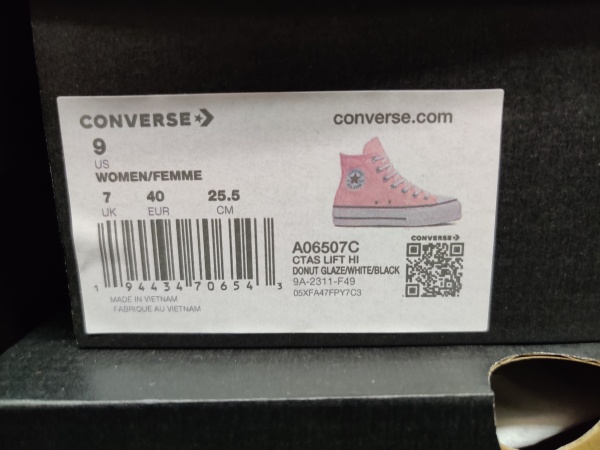 CONVERSE
converse.com
9
US
WOMEN/FEMME
7 40 25.5
UK EUR CM
1 94434 70654 3
MADE IN VIETNAM
FABRIQUÉ AU VIETNAM
A06507C
CTAS LIFT HI
DONUT GLAZE/WHITE/BLACK
9A-2311-F49
05XFA47FPY7C3
CONVERSE